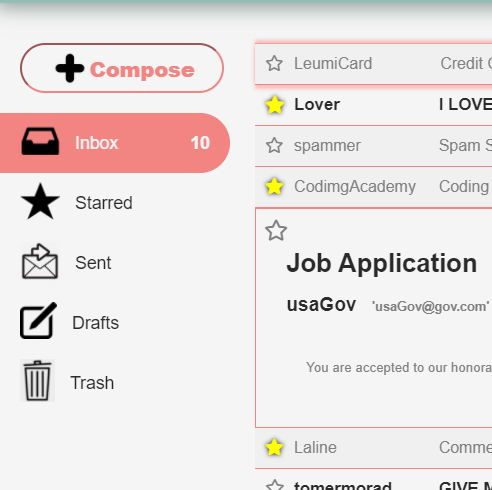 Compose
Inbox 10
Starred
Sent
Drafts
Trash
LeumiCard Credit
Lover I LOVE
spammer Spam S
CodimgAcademy Coding
Job Application
usaGov 'usaGov@gov.com'
You are accepted to our honora
Laline Comme
tomermorad GIVE M